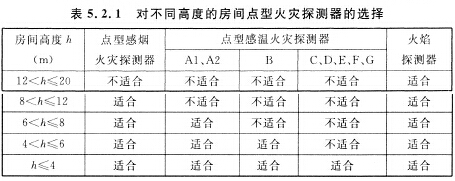 表 5.2.1 对不同高度的房间点型火灾探测器的选择
房间高度 h (m) 点型感烟火灾探测器 点型感温火灾探测器 火焰探测器
A1、A2 B C、D、E、F、G
12<h≤20 不适合 不适合 不适合 不适合 适合
8<h≤12 适合 不适合 不适合 不适合 适合
6<h≤8 适合 适合 不适合 不适合 适合
4<h≤6 适合 适合 适合 不适合 适合
h≤4 适合 适合 适合 适合 适合